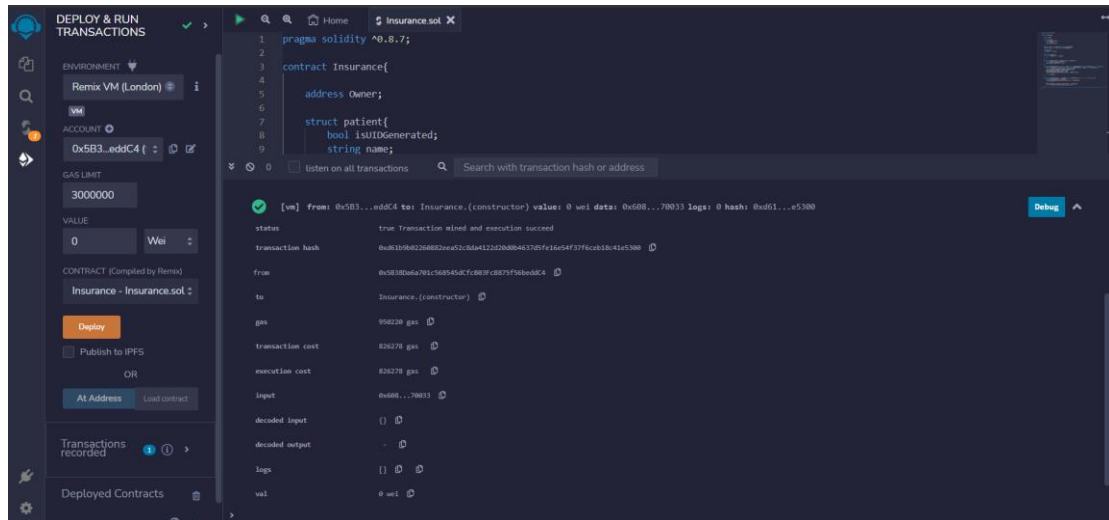 DEPLOY & RUN
TRANSACTIONS
ENVIRONMENT
Remix VM (London)
VM
ACCOUNT
0x5B3...eddC4 (
GAS LIMIT
3000000
VALUE
0 Wei
CONTRACT (Compiled by Remix)
Insurance - Insurance.sol
Deploy
Publish to IPFS
OR
At Address Load contract
Transactions
recorded 1
Deployed Contracts
Home Insurance.sol
1 pragma solidity ^0.8.7;
2
3 contract Insurance{
4
5 address Owner;
6
7 struct patient{
8 bool isUIDGenerated;
9 string name;
0 listen on all transactions Search with transaction hash or address
[vm] from: 0x5B3...eddC4 to: Insurance.(constructor) value: 0 wei data: 0x608...70033 logs: 0 hash: 0xd61...e5300 Debug
status true Transaction mined and execution succeed
transaction hash
from 0x5B38Da6a701c568545dCfcB03FcB875f56beddC4
to Insurance.(constructor)
gas 950220 gas
transaction cost 826278 gas
execution cost 826278 gas
input 0x608...70033
decoded input {}
decoded output -
logs []
val 0 wei
>